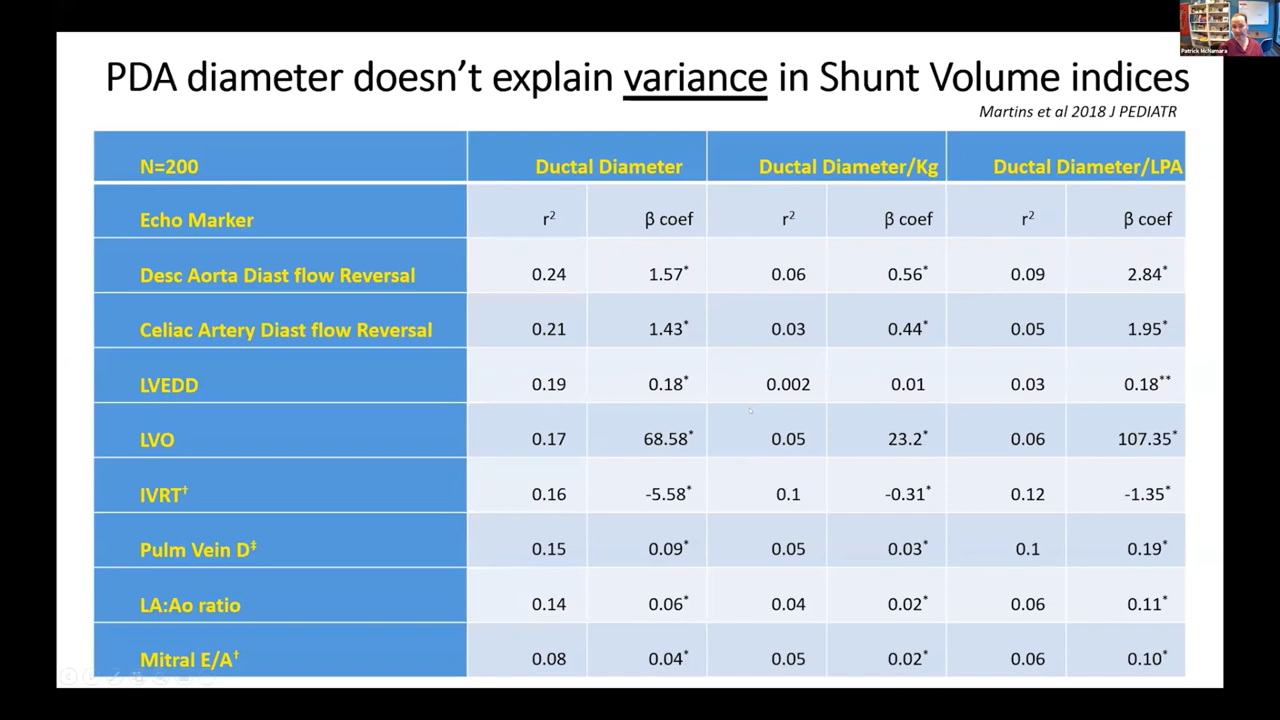 Patrick McNamara
PDA diameter doesn't explain variance in Shunt Volume indices
Martins et al 2018 J PEDIATR
N=200 Ductal Diameter Ductal Diameter/Kg Ductal Diameter/LPA
Echo Marker r² β coef r² β coef r² β coef
Desc Aorta Diast flow Reversal 0.24 1.57* 0.06 0.56* 0.09 2.84*
Celiac Artery Diast flow Reversal 0.21 1.43* 0.03 0.44* 0.05 1.95*
LVEDD 0.19 0.18* 0.002 0.01 0.03 0.18**
LVO 0.17 68.58* 0.05 23.2* 0.06 107.35*
IVRT† 0.16 -5.58* 0.1 -0.31* 0.12 -1.35*
Pulm Vein D‡ 0.15 0.09* 0.05 0.03* 0.1 0.19*
LA:Ao ratio 0.14 0.06* 0.04 0.02* 0.06 0.11*
Mitral E/A† 0.08 0.04* 0.05 0.02* 0.06 0.10*